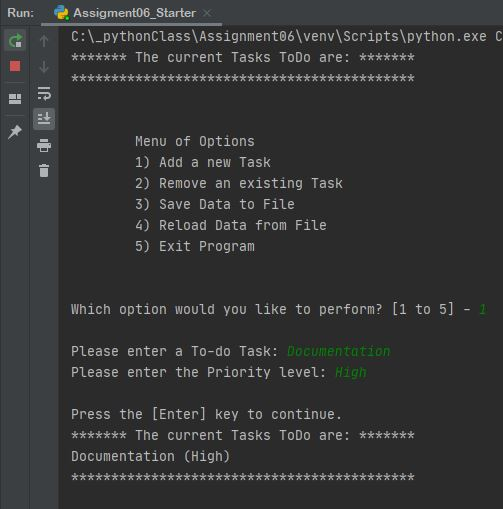 Run: Assigment06_Starter ×
C:\_pythonClass\Assignment06\venv\Scripts\python.exe C
******* The current Tasks ToDo are: *******
*******************************************
Menu of Options
1) Add a new Task
2) Remove an existing Task
3) Save Data to File
4) Reload Data from File
5) Exit Program
Which option would you like to perform? [1 to 5] - 1
Please enter a To-do Task: Documentation
Please enter the Priority level: High
Press the [Enter] key to continue.
******* The current Tasks ToDo are: *******
Documentation (High)
*******************************************